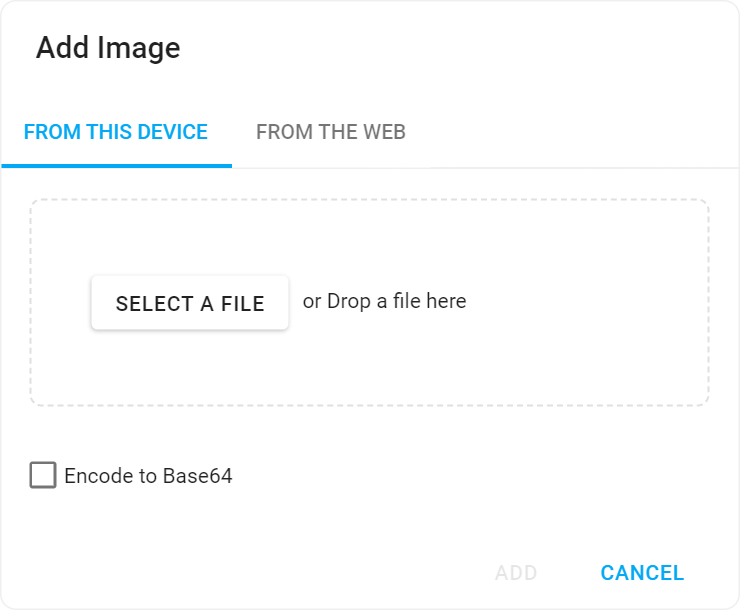 Add Image
FROM THIS DEVICE FROM THE WEB
SELECT A FILE or Drop a file here
Encode to Base64
ADD CANCEL